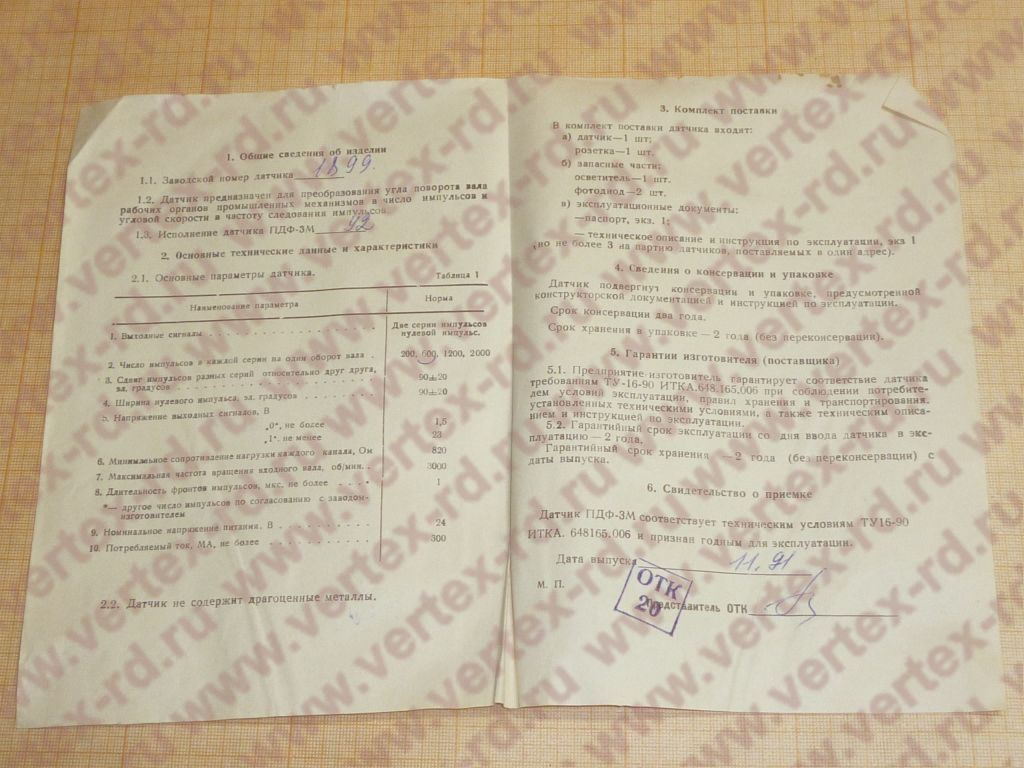 1. Общие сведения об изделии
1.1. Заводской номер датчика 1899.
1.2. Датчик предназначен для преобразования угла поворота вала
рабочих органов промышленных механизмов в число импульсов и
угловой скорости в частоту следования импульсов.
1.3. Исполнение датчика ПДФ-3М 42
2. Основные технические данные и характеристики
2.1. Основные параметры датчика.
Таблица 1
Наименование параметра Норма
1. Выходные сигналы Две серии импульсов
нулевой импульс.
2. Число импульсов в каждой серии на один оборот вала 200, 600, 1200, 2000
3. Сдвиг импульсов разных серий относительно друг друга,
эл. градусов 90±20
4. Ширина нулевого импульса, эл. градусов 90±20
5. Напряжение выходных сигналов, В
„0", не более 1,5
„1". не менее 23
6. Минимальное сопротивление нагрузки каждого канала, Ом 820
7. Максимальная частота вращения входного вала, об/мин. 3000
8. Длительность фронтов импульсов, мкс, не более 1
*— другое число импульсов по согласованию с заводом-
изготовителем
9. Номинальное напряжение питания, В 24
10. Потребляемый ток, МА, не более 300
2.2. Датчик не содержит драгоценные металлы.
3. Комплект поставки
В комплект поставки датчика входят:
а) датчик—1 шт;
розетка—1 шт.
б) запасные части;
осветитель—1 шт.
фотодиод—2 шт.
в) эксплуатационные документы:
—паспорт, экз. 1;
—техническое описание и инструкция по эксплуатации, экз 1
(но не более 3 на партию датчиков, поставляемых в один адрес).
4. Сведения о консервации и упаковке
Датчик подвергнут консервации и упаковке, предусмотренной
конструкторской документацией и инструкцией по эксплуатации.
Срок консервации два года.
Срок хранения в упаковке — 2 года (без переконсервации).
5. Гарантии изготовителя (поставщика)
5.1. Предприятие-изготовитель гарантирует соответствие датчика
требованиям ТУ-16-90 ИТКА.648.165.006 при соблюдении потребите-
лем условий эксплуатации, правил хранения и транспортирования,
установленных техническими условиями, а также техническим описа-
нием и инструкцией по эксплуатации.
5.2. Гарантийный срок эксплуатации со дня ввода датчика в экс-
плуатацию — 2 года.
Гарантийный срок хранения — 2 года (без переконсервации) с
даты выпуска.
6. Свидетельство о приемке
Датчик ПДФ-3М соответствует техническим условиям ТУ16-90
ИТКА. 648165.006 и признан годным для эксплуатации.
Дата выпуска 11.91
М. П.
ОТК
20
Представитель ОТК
www.vertex-rd.ru